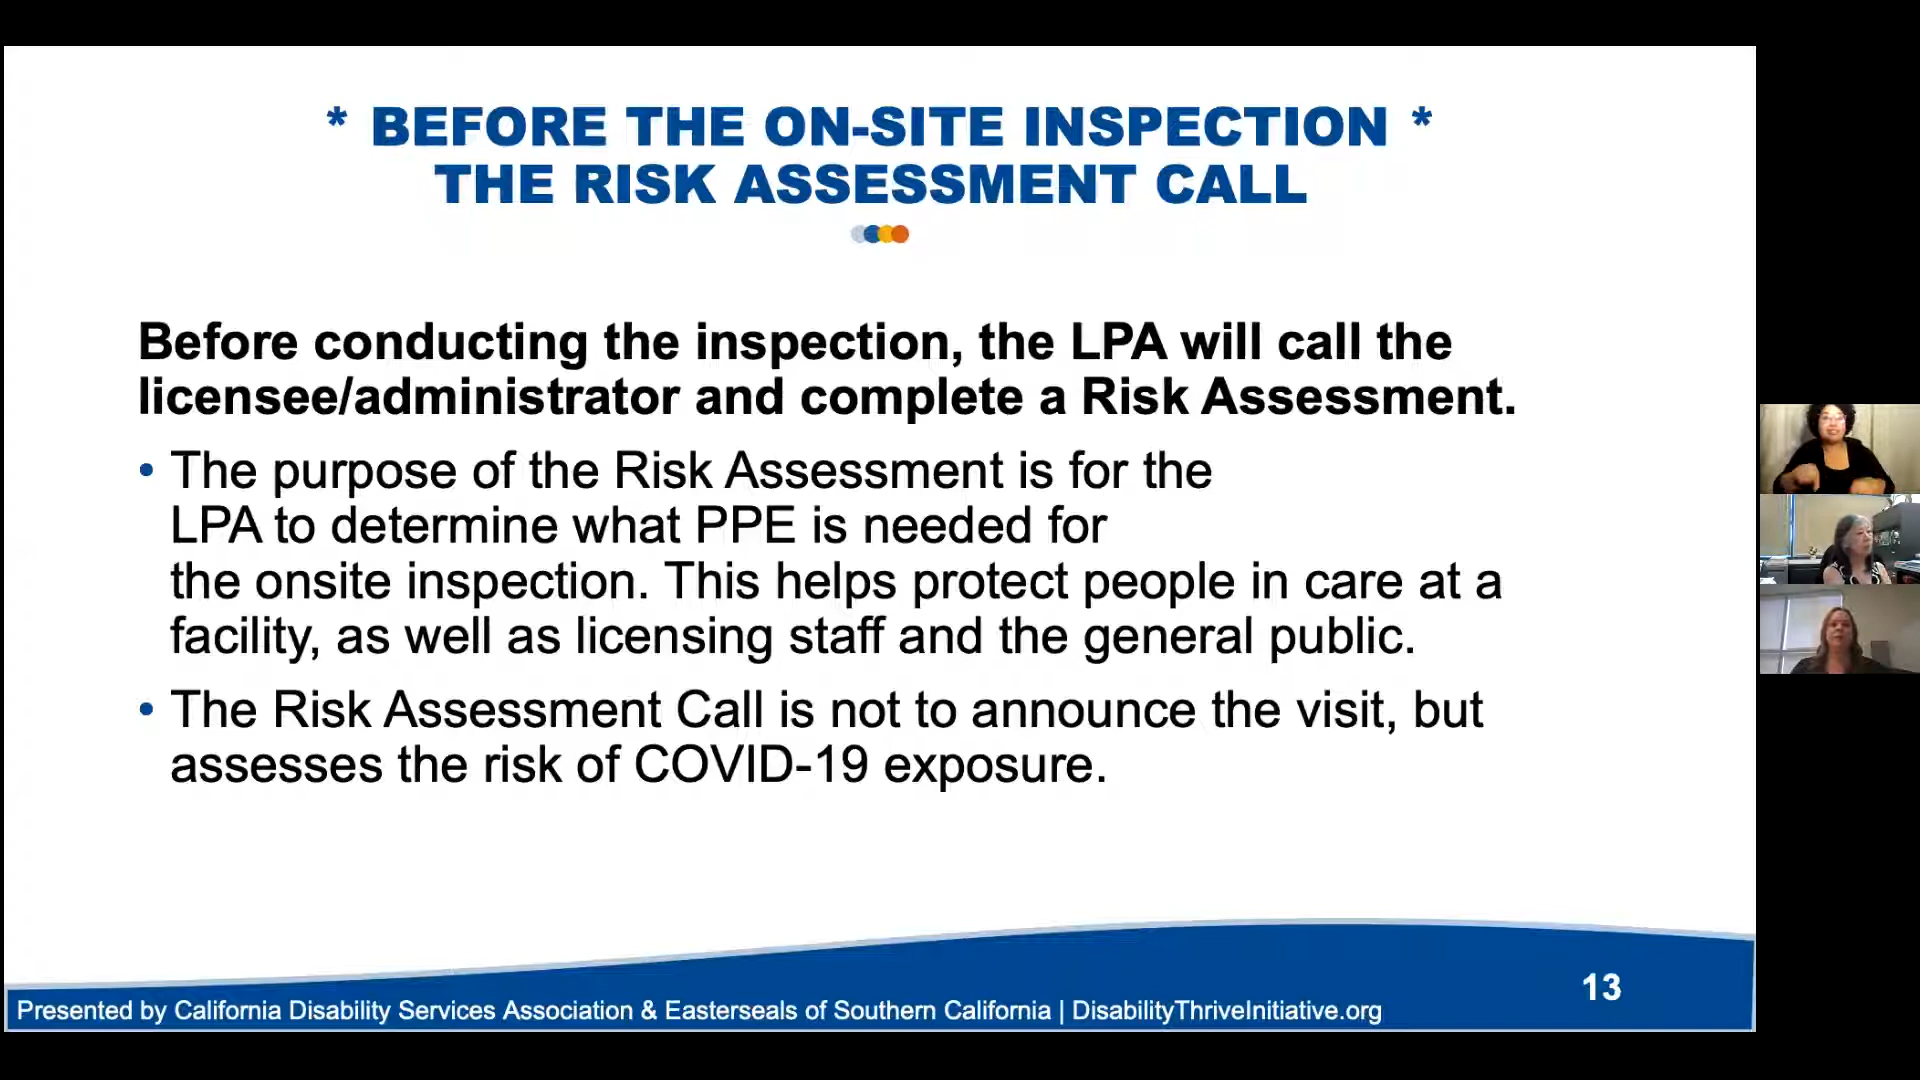 * BEFORE THE ON-SITE INSPECTION *
THE RISK ASSESSMENT CALL
Before conducting the inspection, the LPA will call the
licensee/administrator and complete a Risk Assessment.
• The purpose of the Risk Assessment is for the
LPA to determine what PPE is needed for
the onsite inspection. This helps protect people in care at a
facility, as well as licensing staff and the general public.
• The Risk Assessment Call is not to announce the visit, but
assesses the risk of COVID-19 exposure.
13
Presented by California Disability Services Association & Easterseals of Southern California | DisabilityThriveInitiative.org